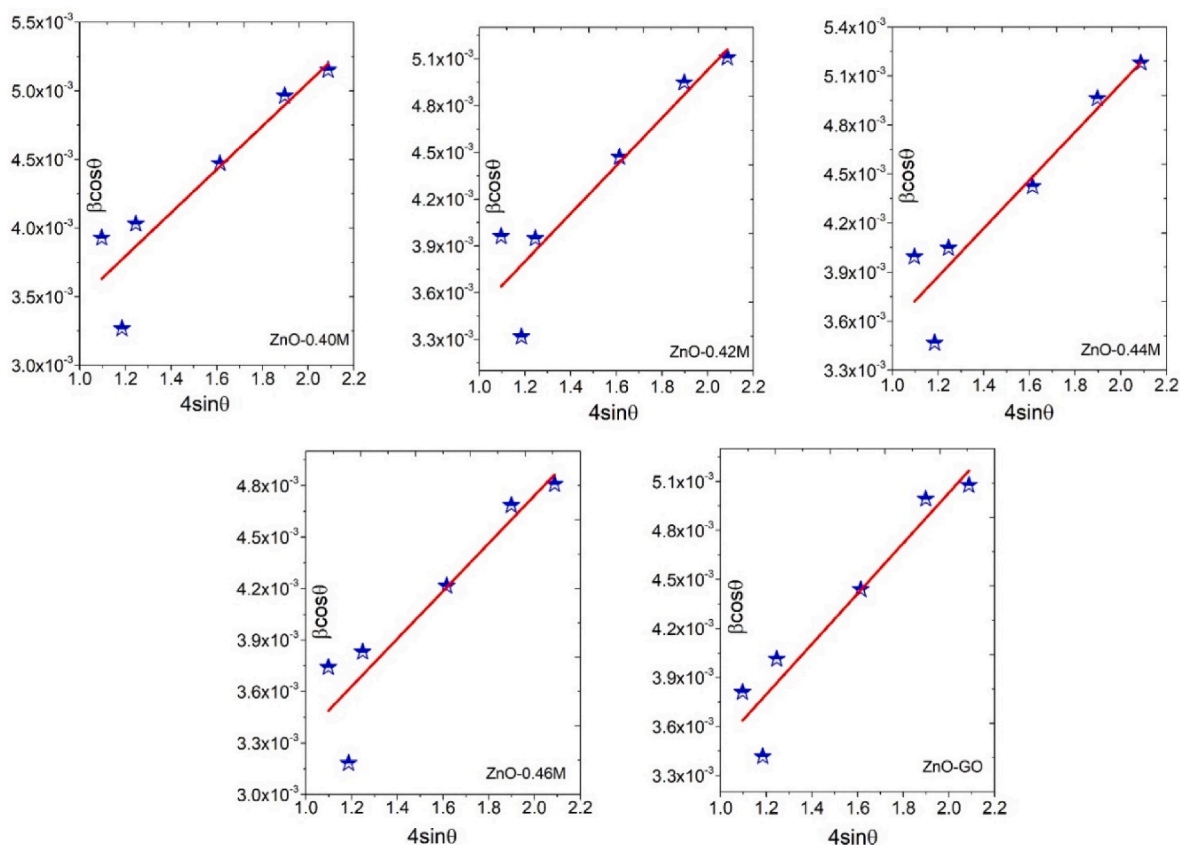 5.5x10⁻³
5.0x10⁻³
4.5x10⁻³
4.0x10⁻³
3.5x10⁻³
3.0x10⁻³
βcosθ
ZnO-0.40M
1.0 1.2 1.4 1.6 1.8 2.0 2.2
4sinθ
5.1x10⁻³
4.8x10⁻³
4.5x10⁻³
4.2x10⁻³
3.9x10⁻³
3.6x10⁻³
3.3x10⁻³
βcosθ
ZnO-0.42M
1.0 1.2 1.4 1.6 1.8 2.0 2.2
4sinθ
5.4x10⁻³
5.1x10⁻³
4.8x10⁻³
4.5x10⁻³
4.2x10⁻³
3.9x10⁻³
3.6x10⁻³
3.3x10⁻³
βcosθ
ZnO-0.44M
1.0 1.2 1.4 1.6 1.8 2.0 2.2
4sinθ
4.8x10⁻³
4.5x10⁻³
4.2x10⁻³
3.9x10⁻³
3.6x10⁻³
3.3x10⁻³
3.0x10⁻³
βcosθ
ZnO-0.46M
1.0 1.2 1.4 1.6 1.8 2.0 2.2
4sinθ
5.1x10⁻³
4.8x10⁻³
4.5x10⁻³
4.2x10⁻³
3.9x10⁻³
3.6x10⁻³
3.3x10⁻³
βcosθ
ZnO-GO
1.0 1.2 1.4 1.6 1.8 2.0 2.2
4sinθ